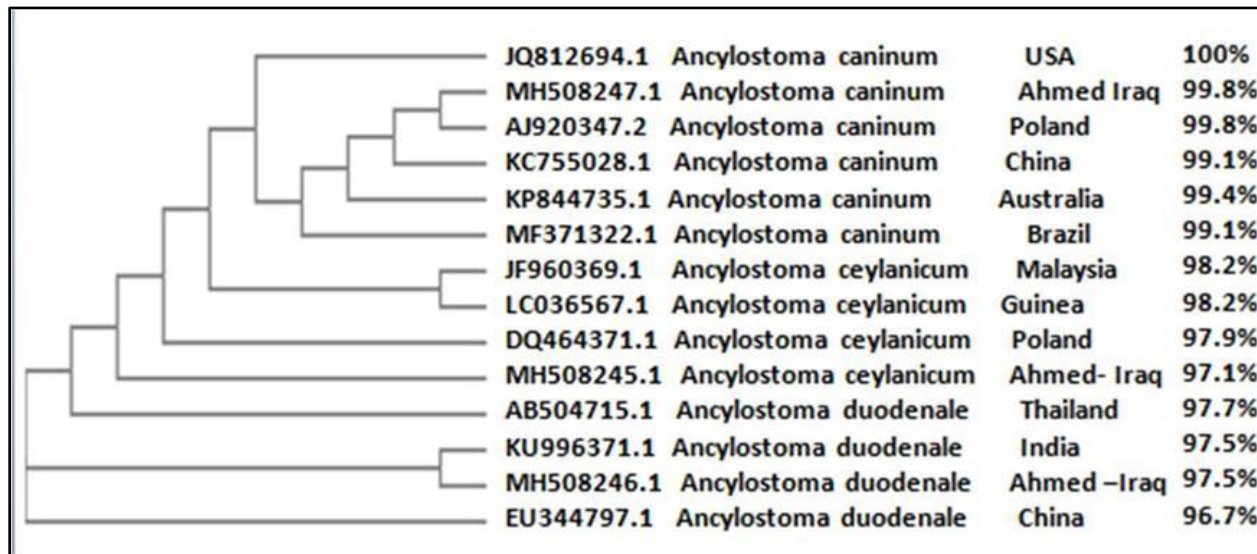 JQ812694.1 Ancylostoma caninum USA 100%
MH508247.1 Ancylostoma caninum Ahmed Iraq 99.8%
AJ920347.2 Ancylostoma caninum Poland 99.8%
KC755028.1 Ancylostoma caninum China 99.1%
KP844735.1 Ancylostoma caninum Australia 99.4%
MF371322.1 Ancylostoma caninum Brazil 99.1%
JF960369.1 Ancylostoma ceylanicum Malaysia 98.2%
LC036567.1 Ancylostoma ceylanicum Guinea 98.2%
DQ464371.1 Ancylostoma ceylanicum Poland 97.9%
MH508245.1 Ancylostoma ceylanicum Ahmed- Iraq 97.1%
AB504715.1 Ancylostoma duodenale Thailand 97.7%
KU996371.1 Ancylostoma duodenale India 97.5%
MH508246.1 Ancylostoma duodenale Ahmed –Iraq 97.5%
EU344797.1 Ancylostoma duodenale China 96.7%